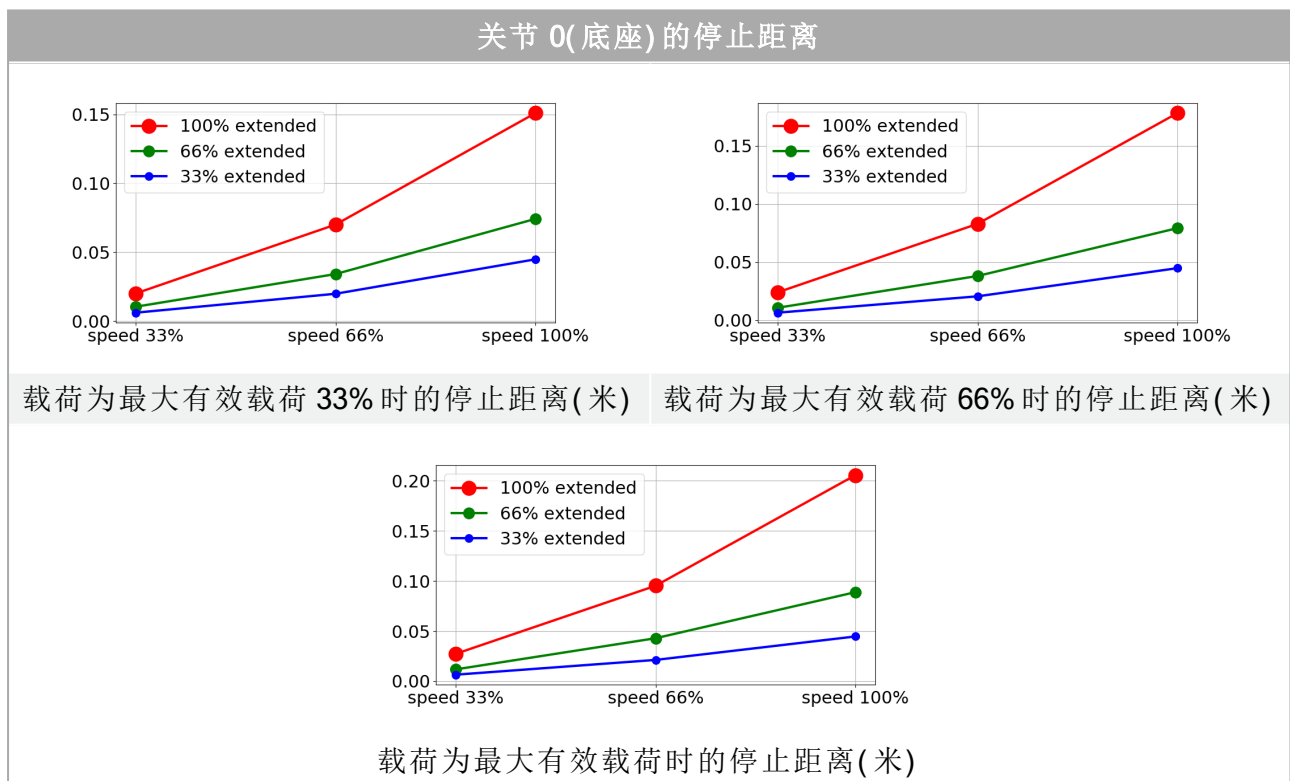 关节 0(底座)的停止距离
0.15
0.10
0.05
0.00
100% extended
66% extended
33% extended
speed 33%
speed 66%
speed 100%
0.15
0.10
0.05
0.00
100% extended
66% extended
33% extended
speed 33%
speed 66%
speed 100%
载荷为最大有效载荷 33% 时的停止距离(米)
载荷为最大有效载荷 66% 时的停止距离(米)
0.20
0.15
0.10
0.05
0.00
100% extended
66% extended
33% extended
speed 33%
speed 66%
speed 100%
载荷为最大有效载荷时的停止距离(米)